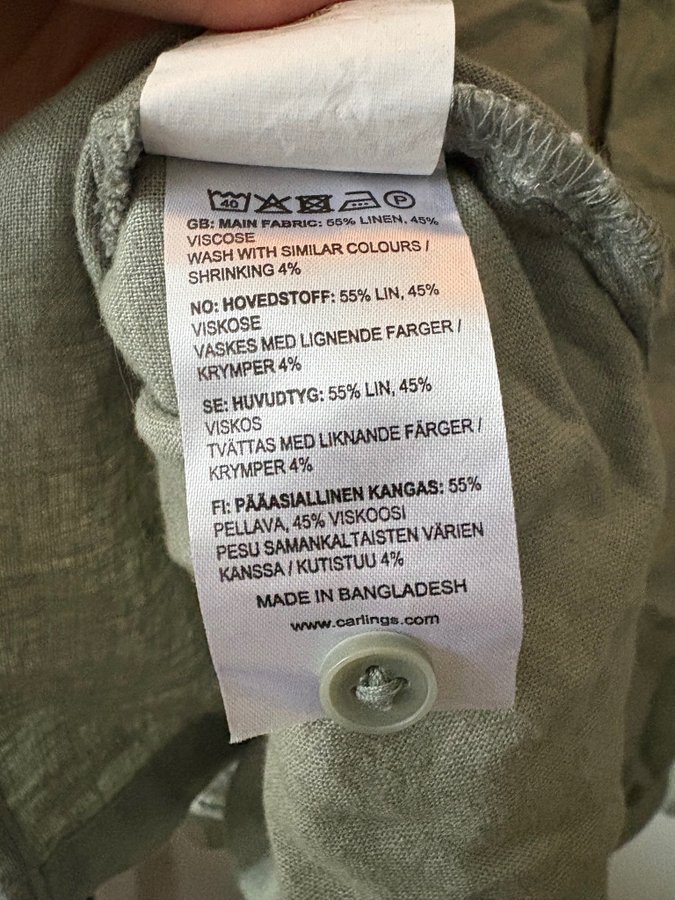 40 P
GB: MAIN FABRIC: 55% LINEN, 45%
VISCOSE
WASH WITH SIMILAR COLOURS /
SHRINKING 4%
NO: HOVEDSTOFF: 55% LIN, 45%
VISKOSE
VASKES MED LIGNENDE FARGER /
KRYMPER 4%
SE: HUVUDTYG: 55% LIN, 45%
VISKOS
TVÄTTAS MED LIKNANDE FÄRGER /
KRYMPER 4%
FI: PÄÄASIALLINEN KANGAS: 55%
PELLAVA, 45% VISKOOSI
PESU SAMANKALTAISTEN VÄRIEN
KANSSA / KUTISTUU 4%
MADE IN BANGLADESH
www.carlings.com